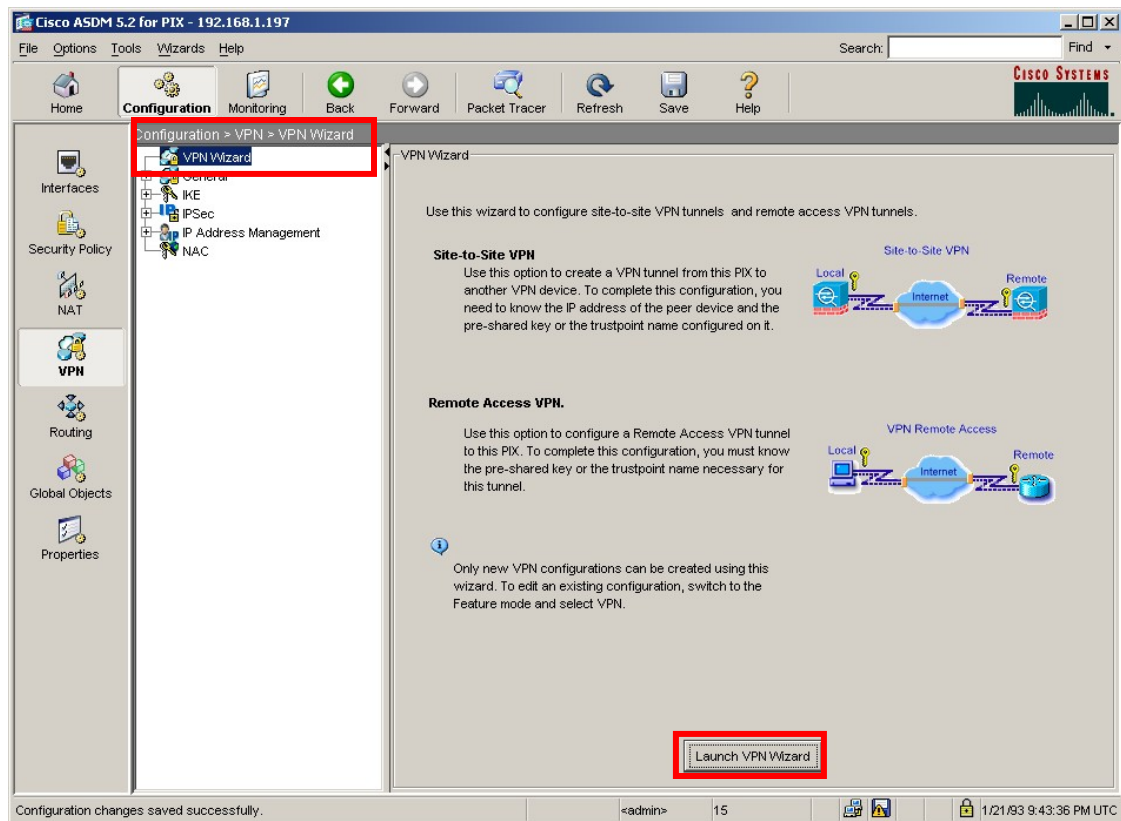 Cisco ASDM 5.2 for PIX - 192.168.1.197
File Options Tools Wizards Help
Search:
Find
Home
Configuration
Monitoring
Back
Forward
Packet Tracer
Refresh
Save
Help
CISCO SYSTEMS
Configuration > VPN > VPN Wizard
Interfaces
Security Policy
NAT
VPN
Routing
Global Objects
Properties
VPN Wizard
General
IKE
IPSec
IP Address Management
NAC
VPN Wizard
Use this wizard to configure site-to-site VPN tunnels and remote access VPN tunnels.
Site-to-Site VPN
Use this option to create a VPN tunnel from this PIX to
another VPN device. To complete this configuration, you
need to know the IP address of the peer device and the
pre-shared key or the trustpoint name configured on it.
Site-to-Site VPN
Local
Remote
Internet
Remote Access VPN.
Use this option to configure a Remote Access VPN tunnel
to this PIX. To complete this configuration, you must know
the pre-shared key or the trustpoint name necessary for
this tunnel.
VPN Remote Access
Local
Remote
Internet
Only new VPN configurations can be created using this
wizard. To edit an existing configuration, switch to the
Feature mode and select VPN.
Launch VPN Wizard
Configuration changes saved successfully.
<admin>
15
1/21/93 9:43:36 PM UTC